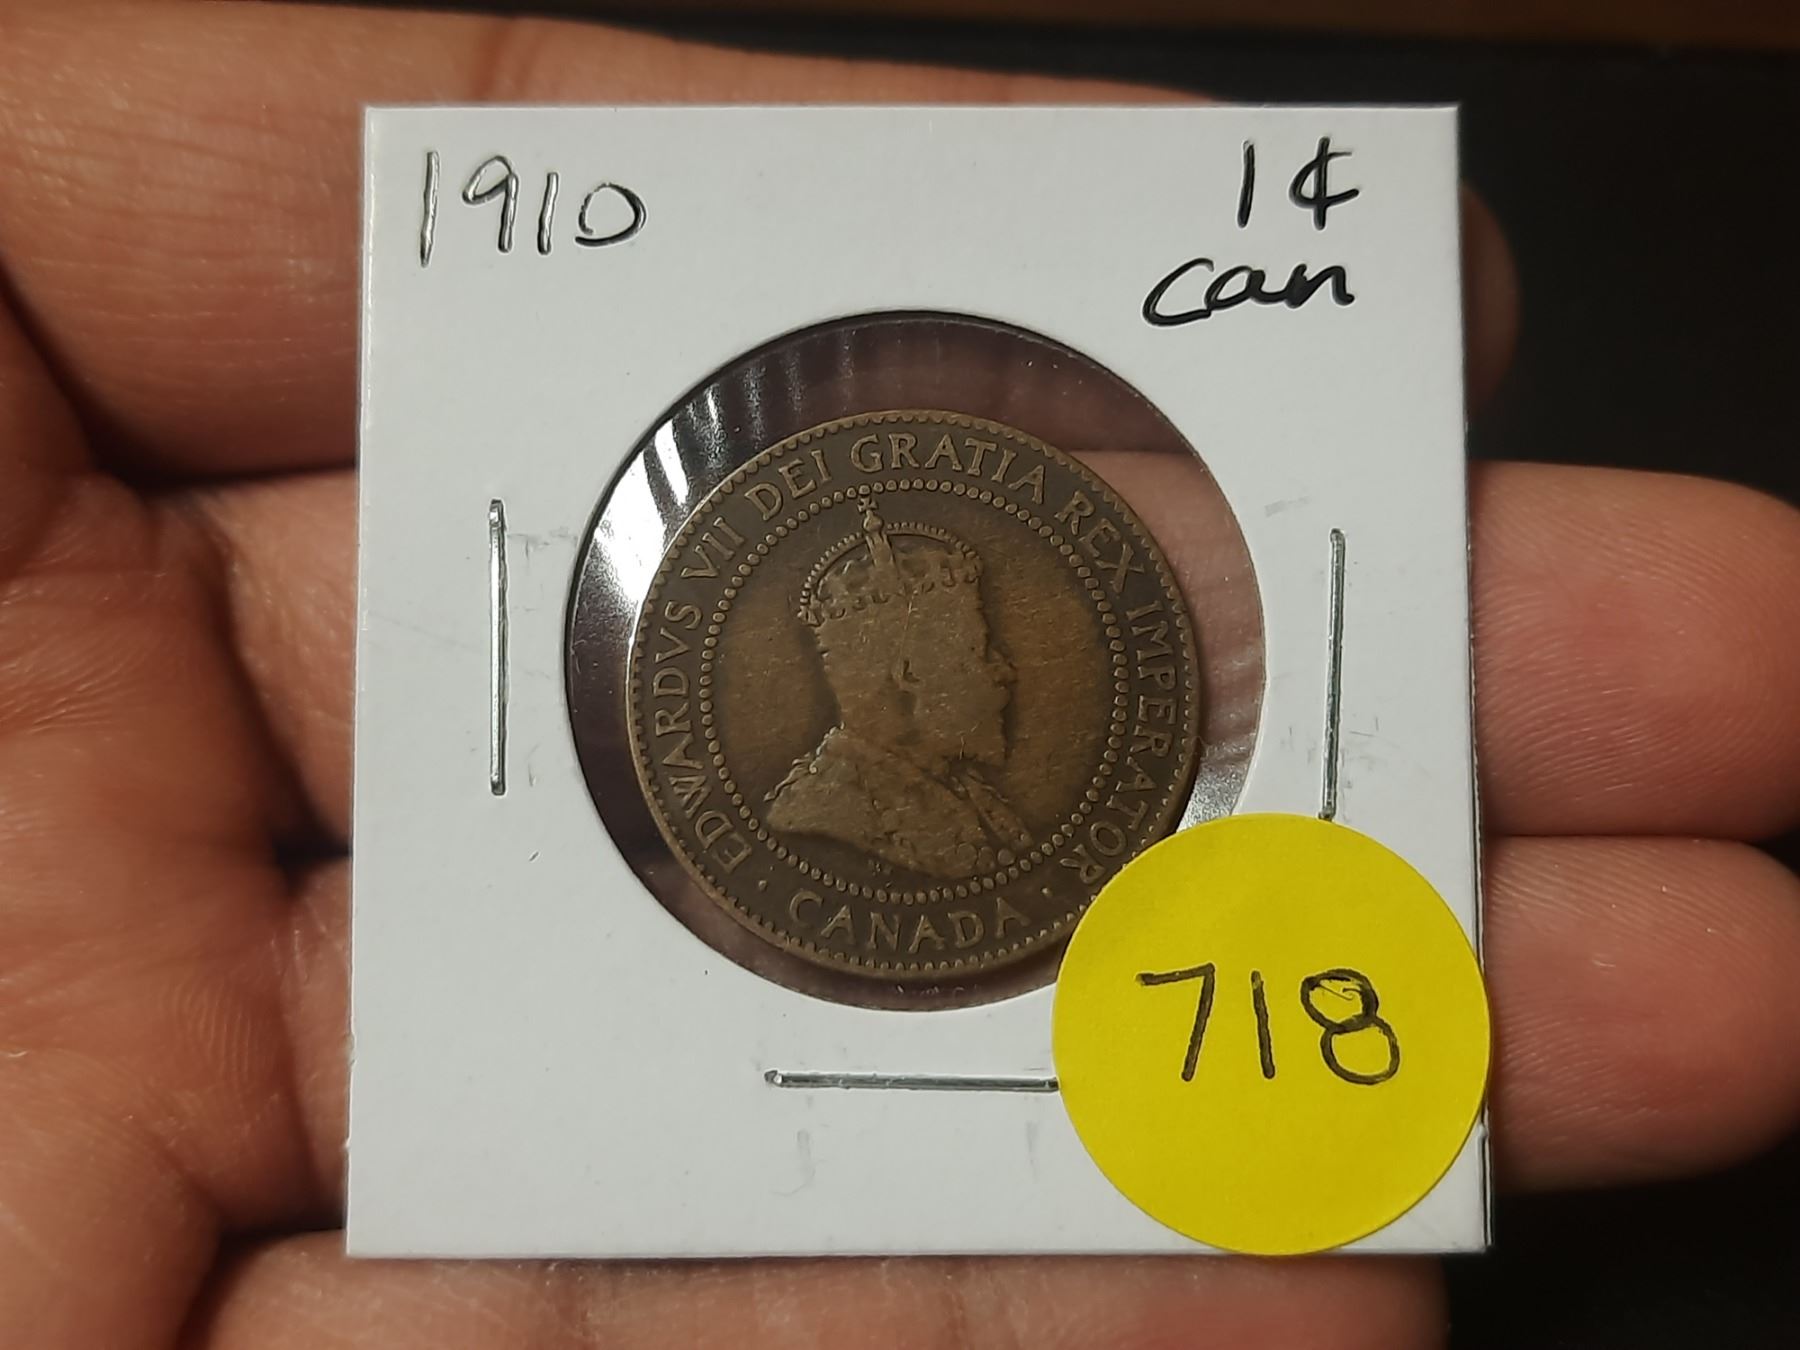 1910
1¢
can
EDWARDVS VII DEI GRATIA REX IMPERATOR
· CANADA ·
718